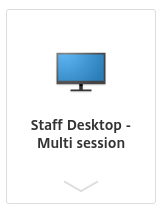 Staff Desktop -
Multi session